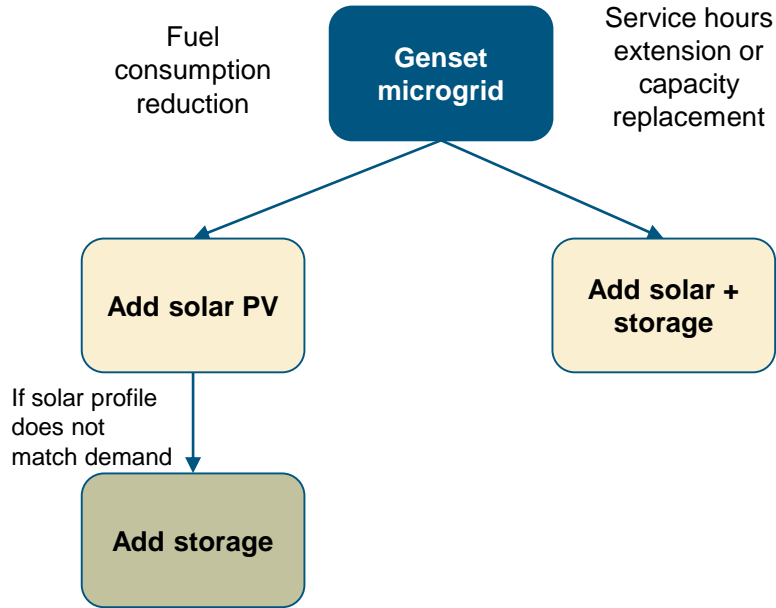 Fuel
consumption
reduction
Genset
microgrid
Service hours
extension or
capacity
replacement
Add solar PV
Add solar +
storage
If solar profile
does not
match demand
Add storage